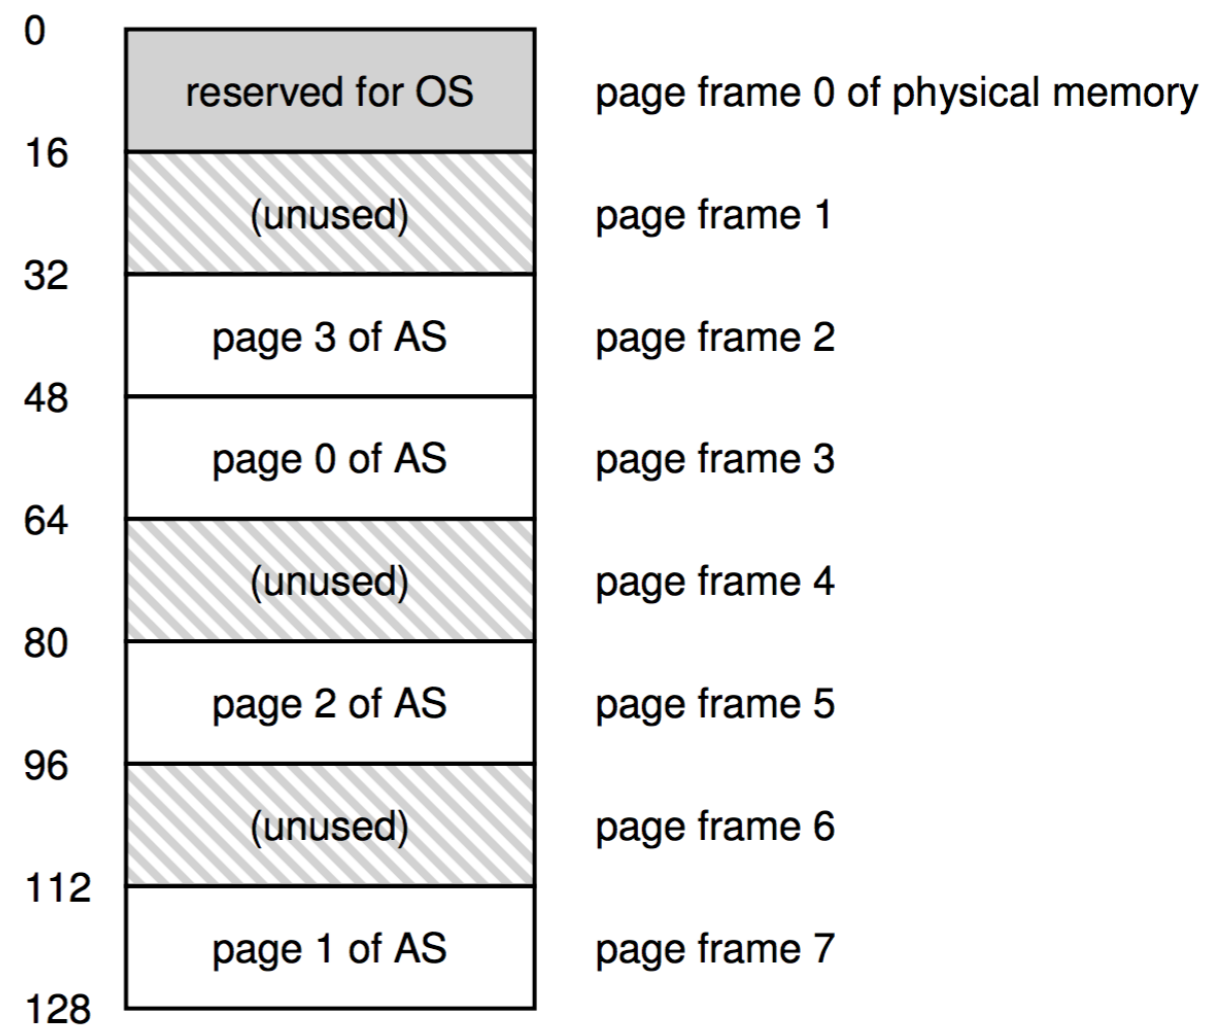 0
reserved for OS page frame 0 of physical memory
16
(unused) page frame 1
32
page 3 of AS page frame 2
48
page 0 of AS page frame 3
64
(unused) page frame 4
80
page 2 of AS page frame 5
96
(unused) page frame 6
112
page 1 of AS page frame 7
128